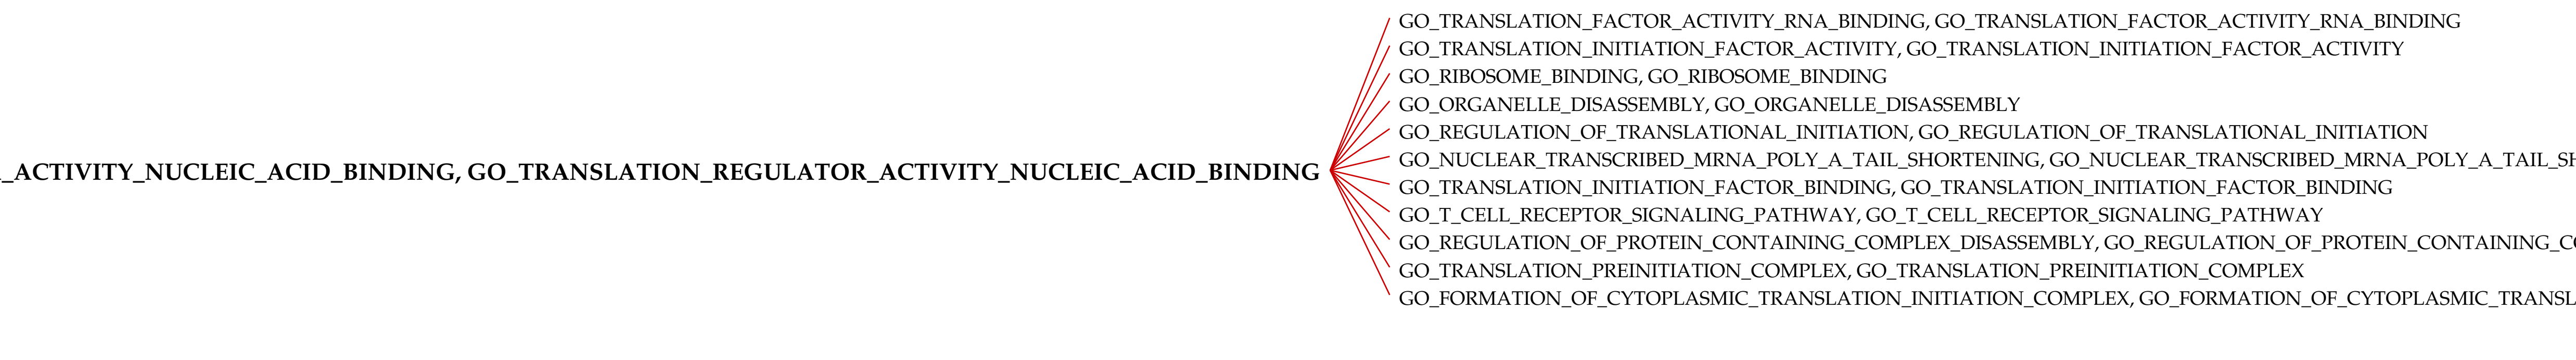 GO_TRANSLATION_FACTOR_ACTIVITY_RNA_BINDING, GO_TRANSLATION_FACTOR_ACTIVITY_RNA_BINDING
GO_TRANSLATION_INITIATION_FACTOR_ACTIVITY, GO_TRANSLATION_INITIATION_FACTOR_ACTIVITY
GO_RIBOSOME_BINDING, GO_RIBOSOME_BINDING
GO_ORGANELLE_DISASSEMBLY, GO_ORGANELLE_DISASSEMBLY
GO_REGULATION_OF_TRANSLATIONAL_INITIATION, GO_REGULATION_OF_TRANSLATIONAL_INITIATION
GO_NUCLEAR_TRANSCRIBED_MRNA_POLY_A_TAIL_SHORTENING, GO_NUCLEAR_TRANSCRIBED_MRNA_POLY_A_TAIL_SH
_ACTIVITY_NUCLEIC_ACID_BINDING, GO_TRANSLATION_REGULATOR_ACTIVITY_NUCLEIC_ACID_BINDING
GO_TRANSLATION_INITIATION_FACTOR_BINDING, GO_TRANSLATION_INITIATION_FACTOR_BINDING
GO_T_CELL_RECEPTOR_SIGNALING_PATHWAY, GO_T_CELL_RECEPTOR_SIGNALING_PATHWAY
GO_REGULATION_OF_PROTEIN_CONTAINING_COMPLEX_DISASSEMBLY, GO_REGULATION_OF_PROTEIN_CONTAINING_CO
GO_TRANSLATION_PREINITIATION_COMPLEX, GO_TRANSLATION_PREINITIATION_COMPLEX
GO_FORMATION_OF_CYTOPLASMIC_TRANSLATION_INITIATION_COMPLEX, GO_FORMATION_OF_CYTOPLASMIC_TRANSL